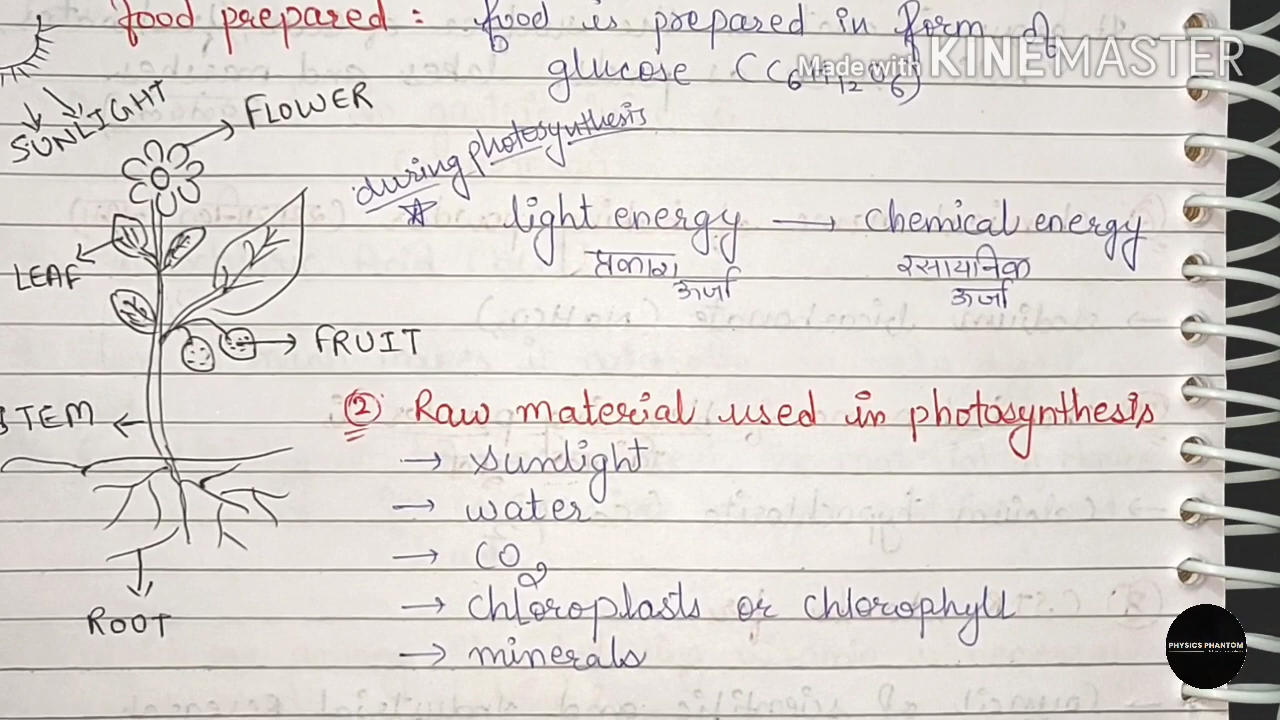 food prepared : food is prepared in form of
glucose (C6H12O6)
Made with KINEMASTER
SUNLIGHT
FLOWER
during photosynthesis
light energy → chemical energy
प्रकाश रसायनिक
ऊर्जा ऊर्जा
LEAF
FRUIT
STEM
② Raw material used in photosynthesis
→ sunlight
→ water
→ CO2
→ chloroplasts or chlorophyll
→ minerals
ROOT
PHYSICS PHANTOM